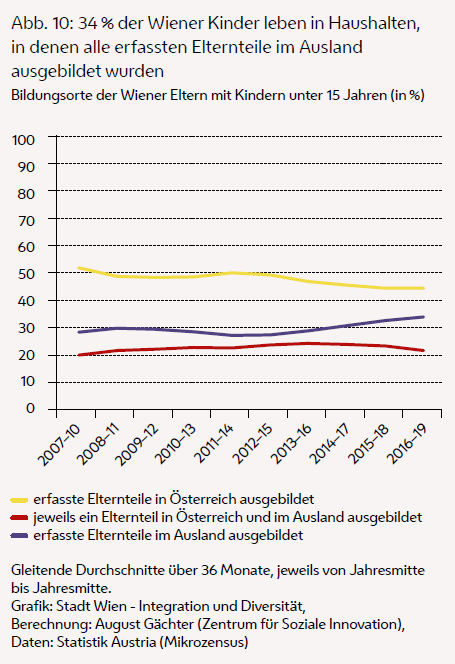 Abb. 10: 34 % der Wiener Kinder leben in Haushalten,
in denen alle erfassten Elternteile im Ausland
ausgebildet wurden
Bildungsorte der Wiener Eltern mit Kindern unter 15 Jahren (in %)
100
90
80
70
60
50
40
30
20
10
0
2007–10
2008–11
2009–12
2010–13
2011–14
2012–15
2013–16
2014–17
2015–18
2016–19
erfasste Elternteile in Österreich ausgebildet
jeweils ein Elternteil in Österreich und im Ausland ausgebildet
erfasste Elternteile im Ausland ausgebildet
Gleitende Durchschnitte über 36 Monate, jeweils von Jahresmitte
bis Jahresmitte.
Grafik: Stadt Wien - Integration und Diversität,
Berechnung: August Gächter (Zentrum für Soziale Innovation),
Daten: Statistik Austria (Mikrozensus)